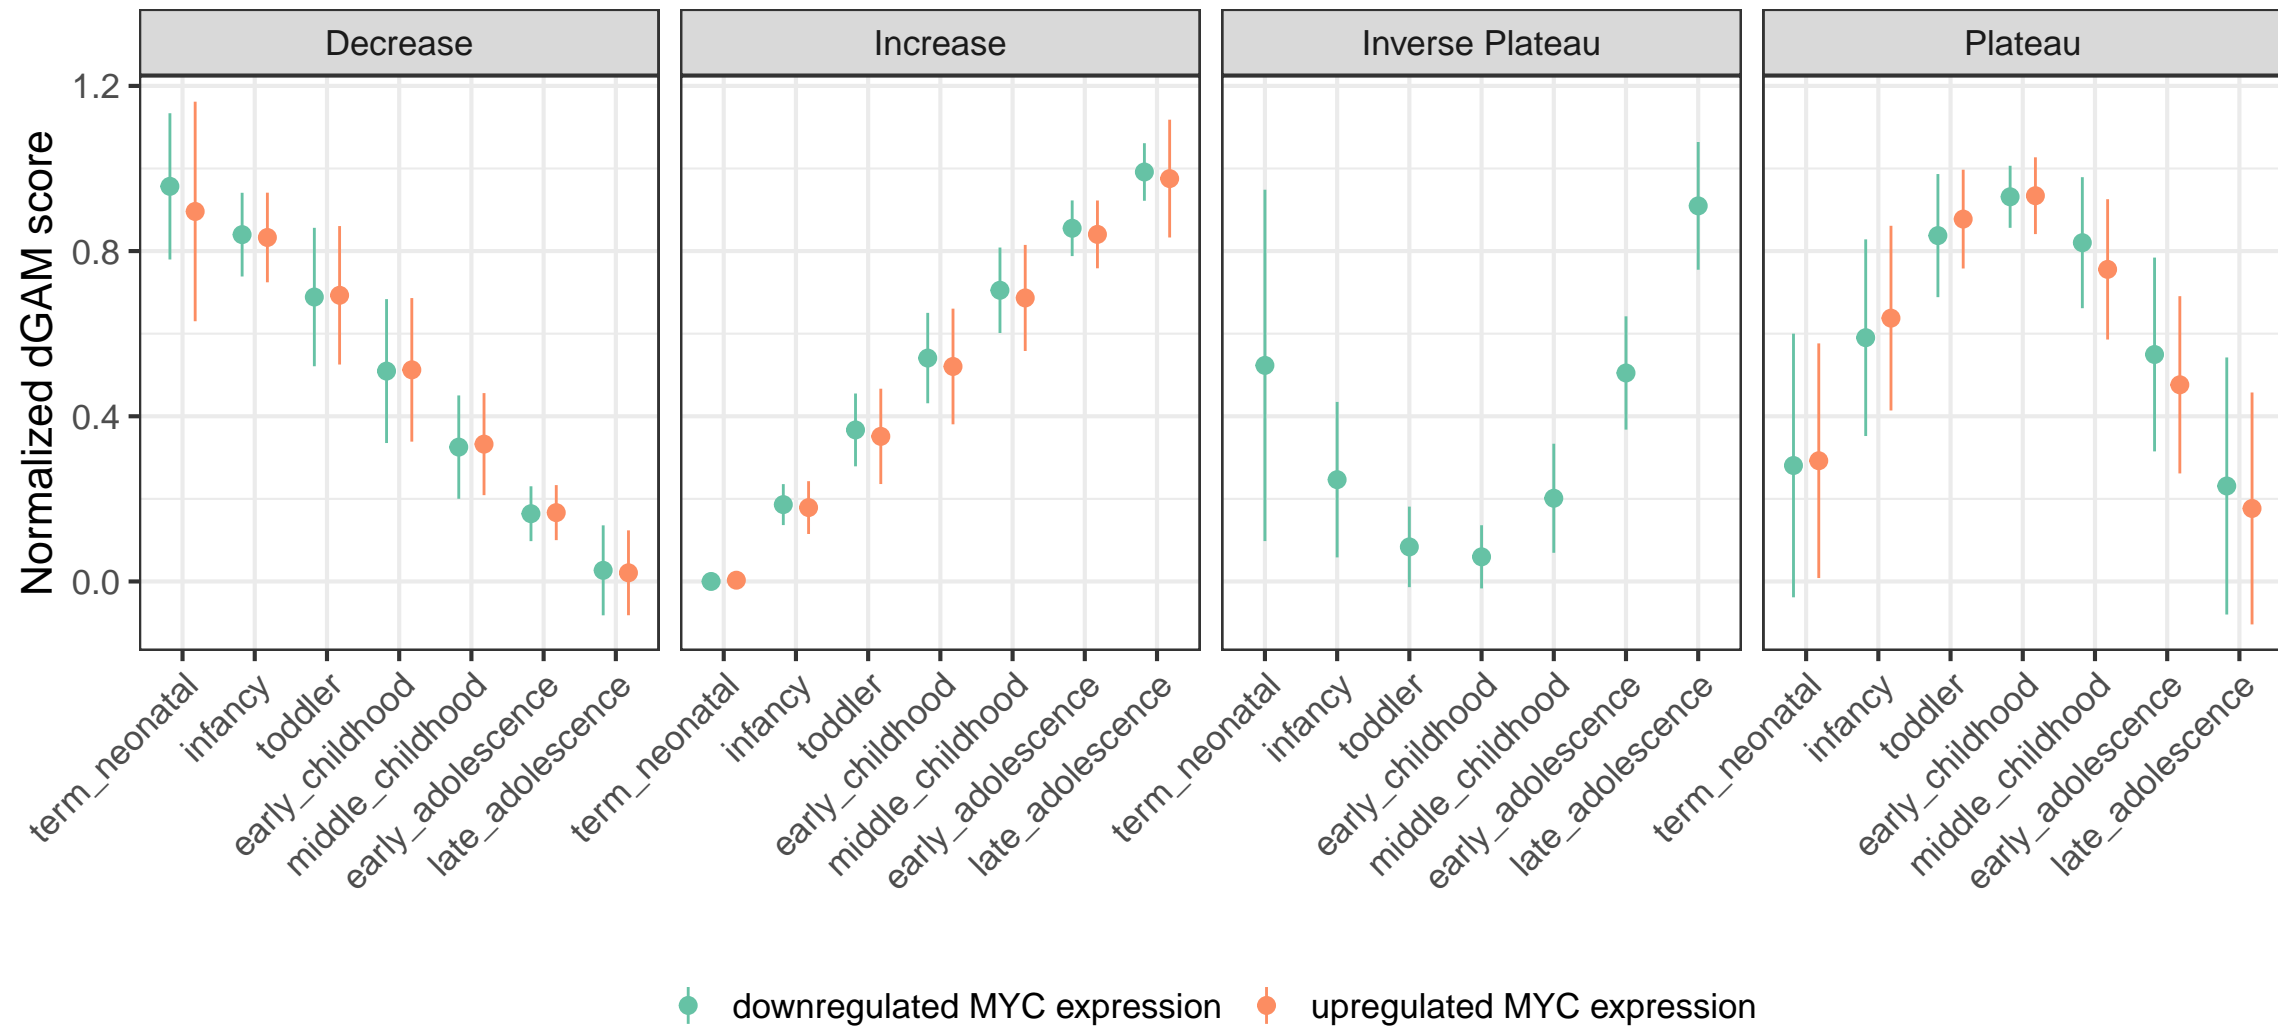 Decrease
Increase
Inverse Plateau
Plateau
Normalized dGAM score
1.2
0.8
0.4
0.0
term_neonatal
infancy
toddler
early_childhood
middle_childhood
early_adolescence
late_adolescence
term_neonatal
infancy
toddler
early_childhood
middle_childhood
early_adolescence
late_adolescence
term_neonatal
infancy
toddler
early_childhood
middle_childhood
early_adolescence
late_adolescence
term_neonatal
infancy
toddler
early_childhood
middle_childhood
early_adolescence
late_adolescence
downregulated MYC expression
upregulated MYC expression